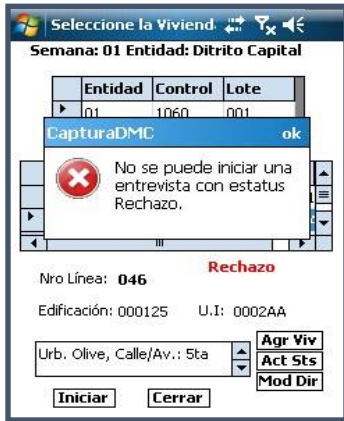 Seleccione la Viviend.
Semana: 01 Entidad: Ditrito Capital
Entidad Control Lote
01 1060 001
CapturaDMC ok
No se puede iniciar una
entrevista con estatus
Rechazo.
Rechazo
Nro Línea: 046
Edificación: 000125 U.I: 0002AA
Urb. Olive, Calle/Av.: 5ta
Agr Viv
Act Sts
Mod Dir
Iniciar Cerrar